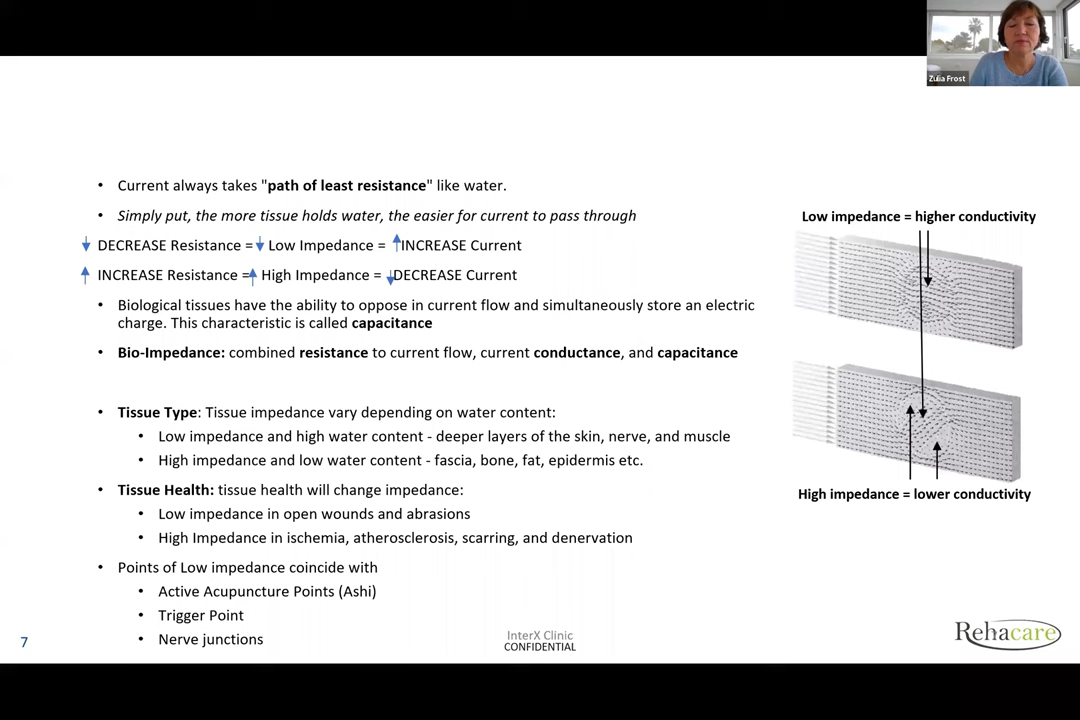 Zulia Frost
• Current always takes "path of least resistance" like water.
• Simply put, the more tissue holds water, the easier for current to pass through
DECREASE Resistance = Low Impedance = INCREASE Current
INCREASE Resistance = High Impedance = DECREASE Current
• Biological tissues have the ability to oppose in current flow and simultaneously store an electric
charge. This characteristic is called capacitance
• Bio-Impedance: combined resistance to current flow, current conductance, and capacitance
• Tissue Type: Tissue impedance vary depending on water content:
• Low impedance and high water content - deeper layers of the skin, nerve, and muscle
• High impedance and low water content - fascia, bone, fat, epidermis etc.
• Tissue Health: tissue health will change impedance:
• Low impedance in open wounds and abrasions
• High Impedance in ischemia, atherosclerosis, scarring, and denervation
• Points of Low impedance coincide with
• Active Acupuncture Points (Ashi)
• Trigger Point
• Nerve junctions
Low impedance = higher conductivity
High impedance = lower conductivity
7
InterX Clinic
CONFIDENTIAL
Rehacare